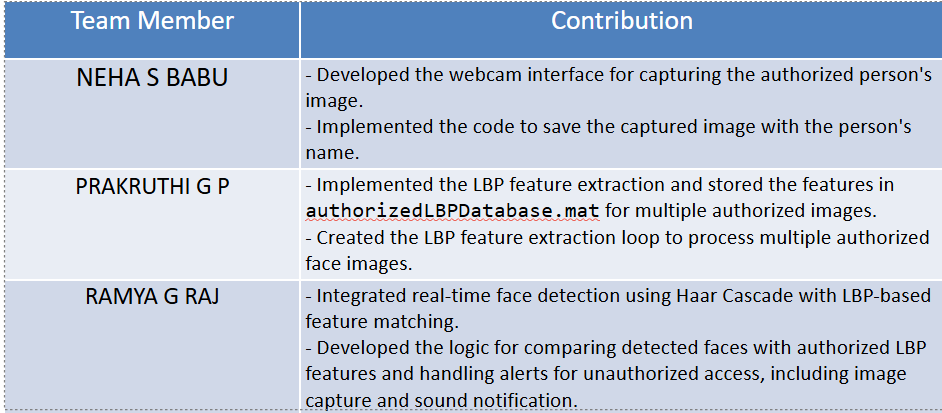 Team Member Contribution
NEHA S BABU
- Developed the webcam interface for capturing the authorized person's
image.
- Implemented the code to save the captured image with the person's
name.
PRAKRUTHI G P
- Implemented the LBP feature extraction and stored the features in
authorizedLBPDatabase.mat for multiple authorized images.
- Created the LBP feature extraction loop to process multiple authorized
face images.
RAMYA G RAJ
- Integrated real-time face detection using Haar Cascade with LBP-based
feature matching.
- Developed the logic for comparing detected faces with authorized LBP
features and handling alerts for unauthorized access, including image
capture and sound notification.